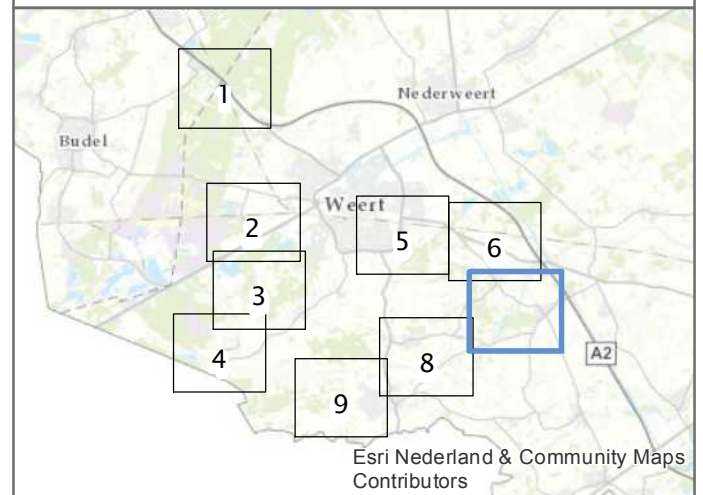 1
Nederweert
Budel
Weert
2
5
6
3
4
8
A2
9
Esri Nederland & Community Maps
Contributors